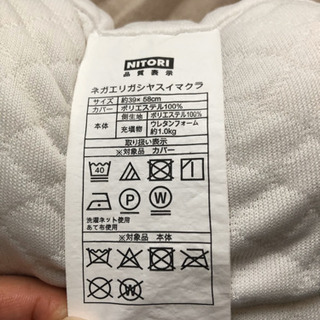 NITORI
品質表示
ネガエリガシヤスイマクラ
サイズ 約39×58cm
カバー ポリエステル100%
本体 側生地 ポリエステル100%
充填物 ウレタンフォーム
約1.0kg
取り扱い表示
※対象品 カバー
40
P W
洗濯ネット使用
あて布使用
※対象品 本体
W